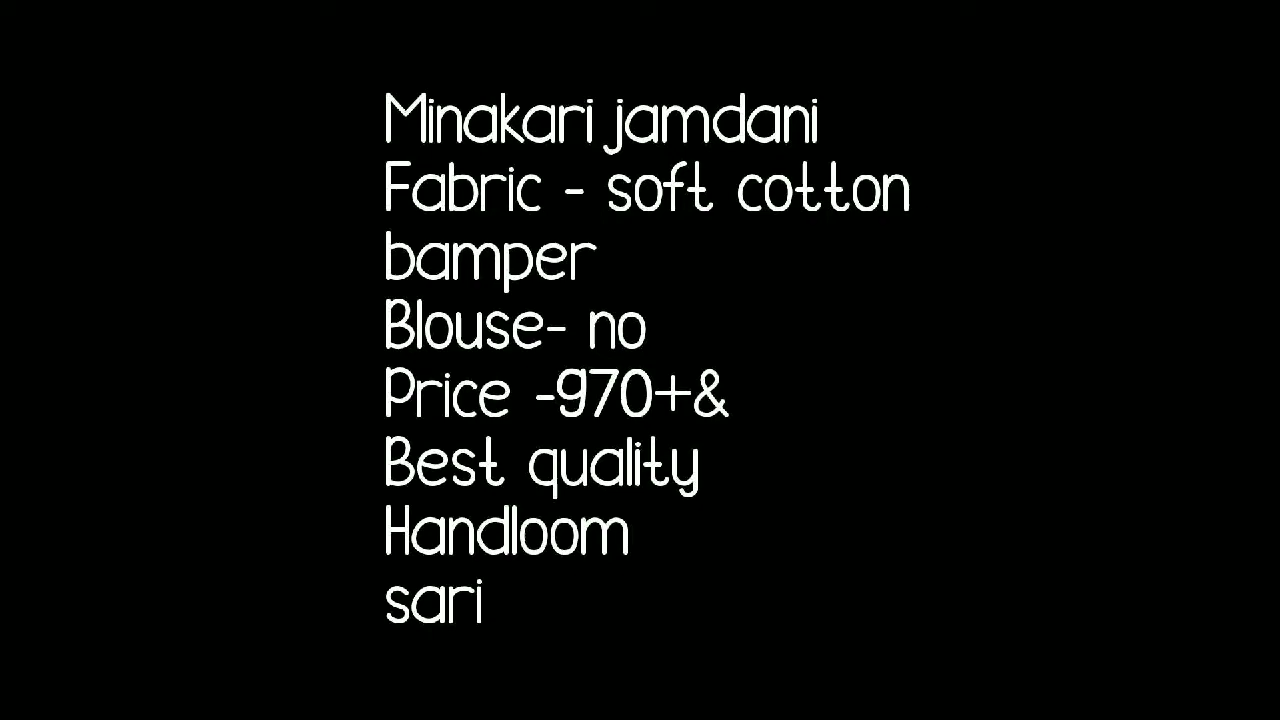 Minakari jamdani
Fabric - soft cotton
bamper
Blouse- no
Price -970+&
Best quality
Handloom
sari